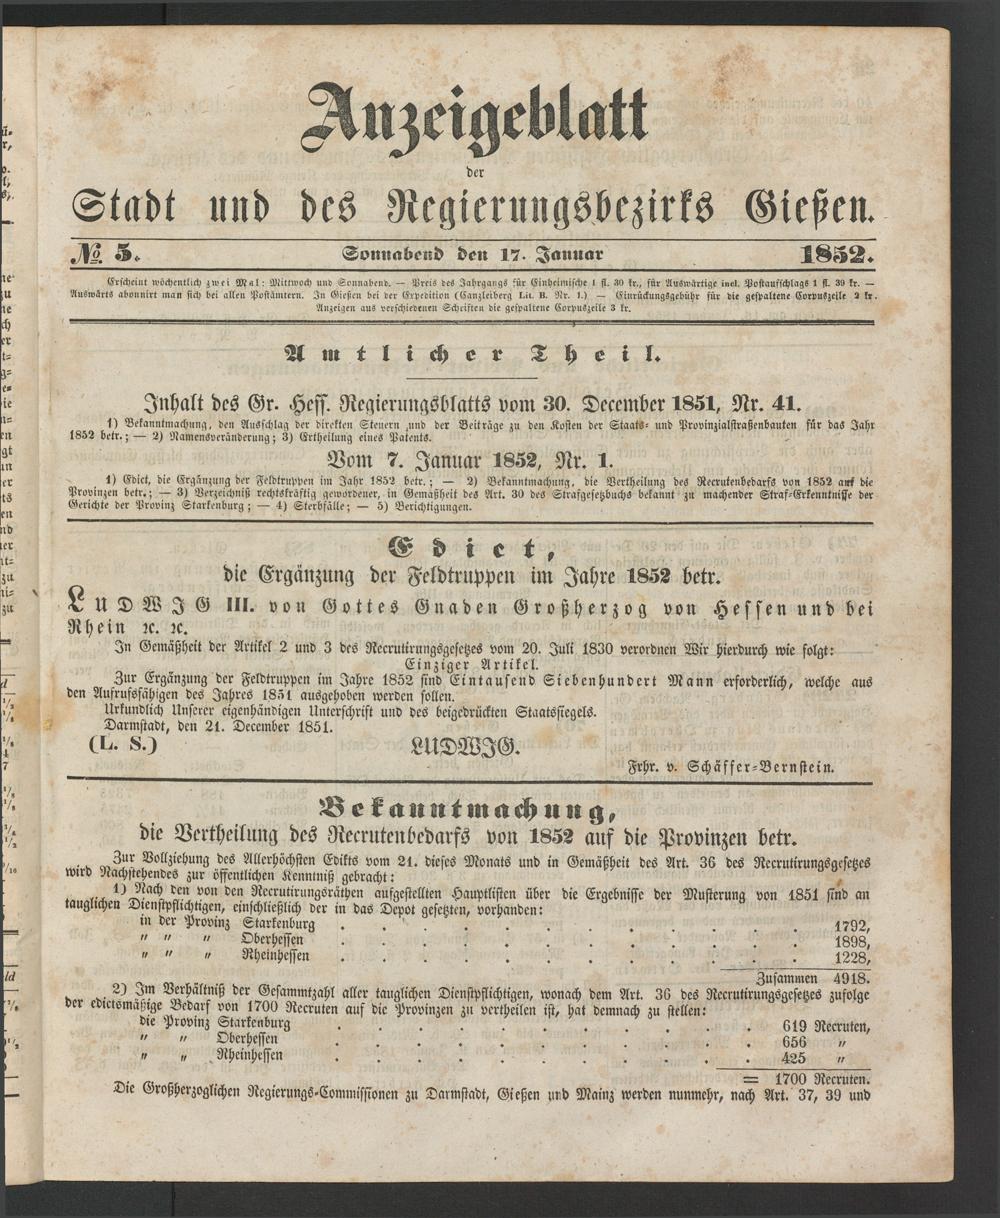 Anzeigeblatt
der
Stadt und des Regierungsbezirks Gießen.
№ 5. Sonnabend den 17. Januar 1852.
Erscheint wöchentlich zwei Mal: Mittwoch und Sonnabend. — Preis des Jahrgangs für Einheimische 1 fl. 30 kr., für Auswärtige incl. Postaufschlags 1 fl. 39 kr. —
Auswärts abonnirt man sich bei allen Postämtern. In Gießen bei der Expedition (Canzleiberg Lit. B. Nr. 1.) — Einrückungsgebühr für die gespaltene Corpuszeile 2 kr.
Anzeigen aus verschiedenen Schriften die gespaltene Corpuszeile 3 kr.
Amtlicher Theil.
Inhalt des Gr. Hess. Regierungsblatts vom 30. December 1851, Nr. 41.
1) Bekanntmachung, den Ausschlag der direkten Steuern und der Beiträge zu den Kosten der Staats- und Provinzialstraßenbauten für das Jahr
1852 betr.; — 2) Namensveränderung; 3) Ertheilung eines Patents.
Vom 7. Januar 1852, Nr. 1.
1) Edict, die Ergänzung der Feldtruppen im Jahr 1852 betr.; — 2) Bekanntmachung, die Vertheilung des Recrutenbedarfs von 1852 auf die
Provinzen betr.; — 3) Verzeichniß rechtskräftig gewordener, in Gemäßheit des Art. 30 des Strafgesetzbuchs bekannt zu machender Straf-Erkenntnisse der
Gerichte der Provinz Starkenburg; — 4) Sterbfälle; — 5) Berichtigungen.
Edict,
die Ergänzung der Feldtruppen im Jahre 1852 betr.
LUDWIG III. von Gottes Gnaden Großherzog von Hessen und bei
Rhein ꝛc. ꝛc.
In Gemäßheit der Artikel 2 und 3 des Recrutirungsgesetzes vom 20. Juli 1830 verordnen Wir hierdurch wie folgt:
Einziger Artikel.
Zur Ergänzung der Feldtruppen im Jahre 1852 sind Eintausend Siebenhundert Mann erforderlich, welche aus
den Aufrufsfähigen des Jahres 1851 ausgehoben werden sollen.
Urkundlich Unserer eigenhändigen Unterschrift und des beigedrückten Staatssiegels.
Darmstadt, den 21. December 1851.
(L. S.) LUDWIG.
Frhr. v. Schäffer-Bernstein.
Bekanntmachung,
die Vertheilung des Recrutenbedarfs von 1852 auf die Provinzen betr.
Zur Vollziehung des Allerhöchsten Edikts vom 21. dieses Monats und in Gemäßheit des Art. 36 des Recrutirungsgesetzes
wird Nachstehendes zur öffentlichen Kenntniß gebracht:
1) Nach den von den Recrutirungsräthen aufgestellten Hauptlisten über die Ergebnisse der Musterung von 1851 sind an
tauglichen Dienstpflichtigen, einschließlich der in das Depot gesetzten, vorhanden:
in der Provinz Starkenburg . . . . . . . . . . . . 1792,
" " " Oberhessen . . . . . . . . . . . . 1898,
" " " Rheinhessen . . . . . . . . . . . . 1228,
Zusammen 4918.
2) Im Verhältniß der Gesammtzahl aller tauglichen Dienstpflichtigen, wonach dem Art. 36 des Recrutirungsgesetzes zufolge
der edictsmäßige Bedarf von 1700 Recruten auf die Provinzen zu vertheilen ist, hat demnach zu stellen:
die Provinz Starkenburg . . . . . . . . . . . 619 Recruten,
" " Oberhessen . . . . . . . . . . . 656 "
" " Rheinhessen . . . . . . . . . . . 425 "
= 1700 Recruten.
Die Großherzoglichen Regierungs-Commissionen zu Darmstadt, Gießen und Mainz werden nunmehr, nach Art. 37, 39 und